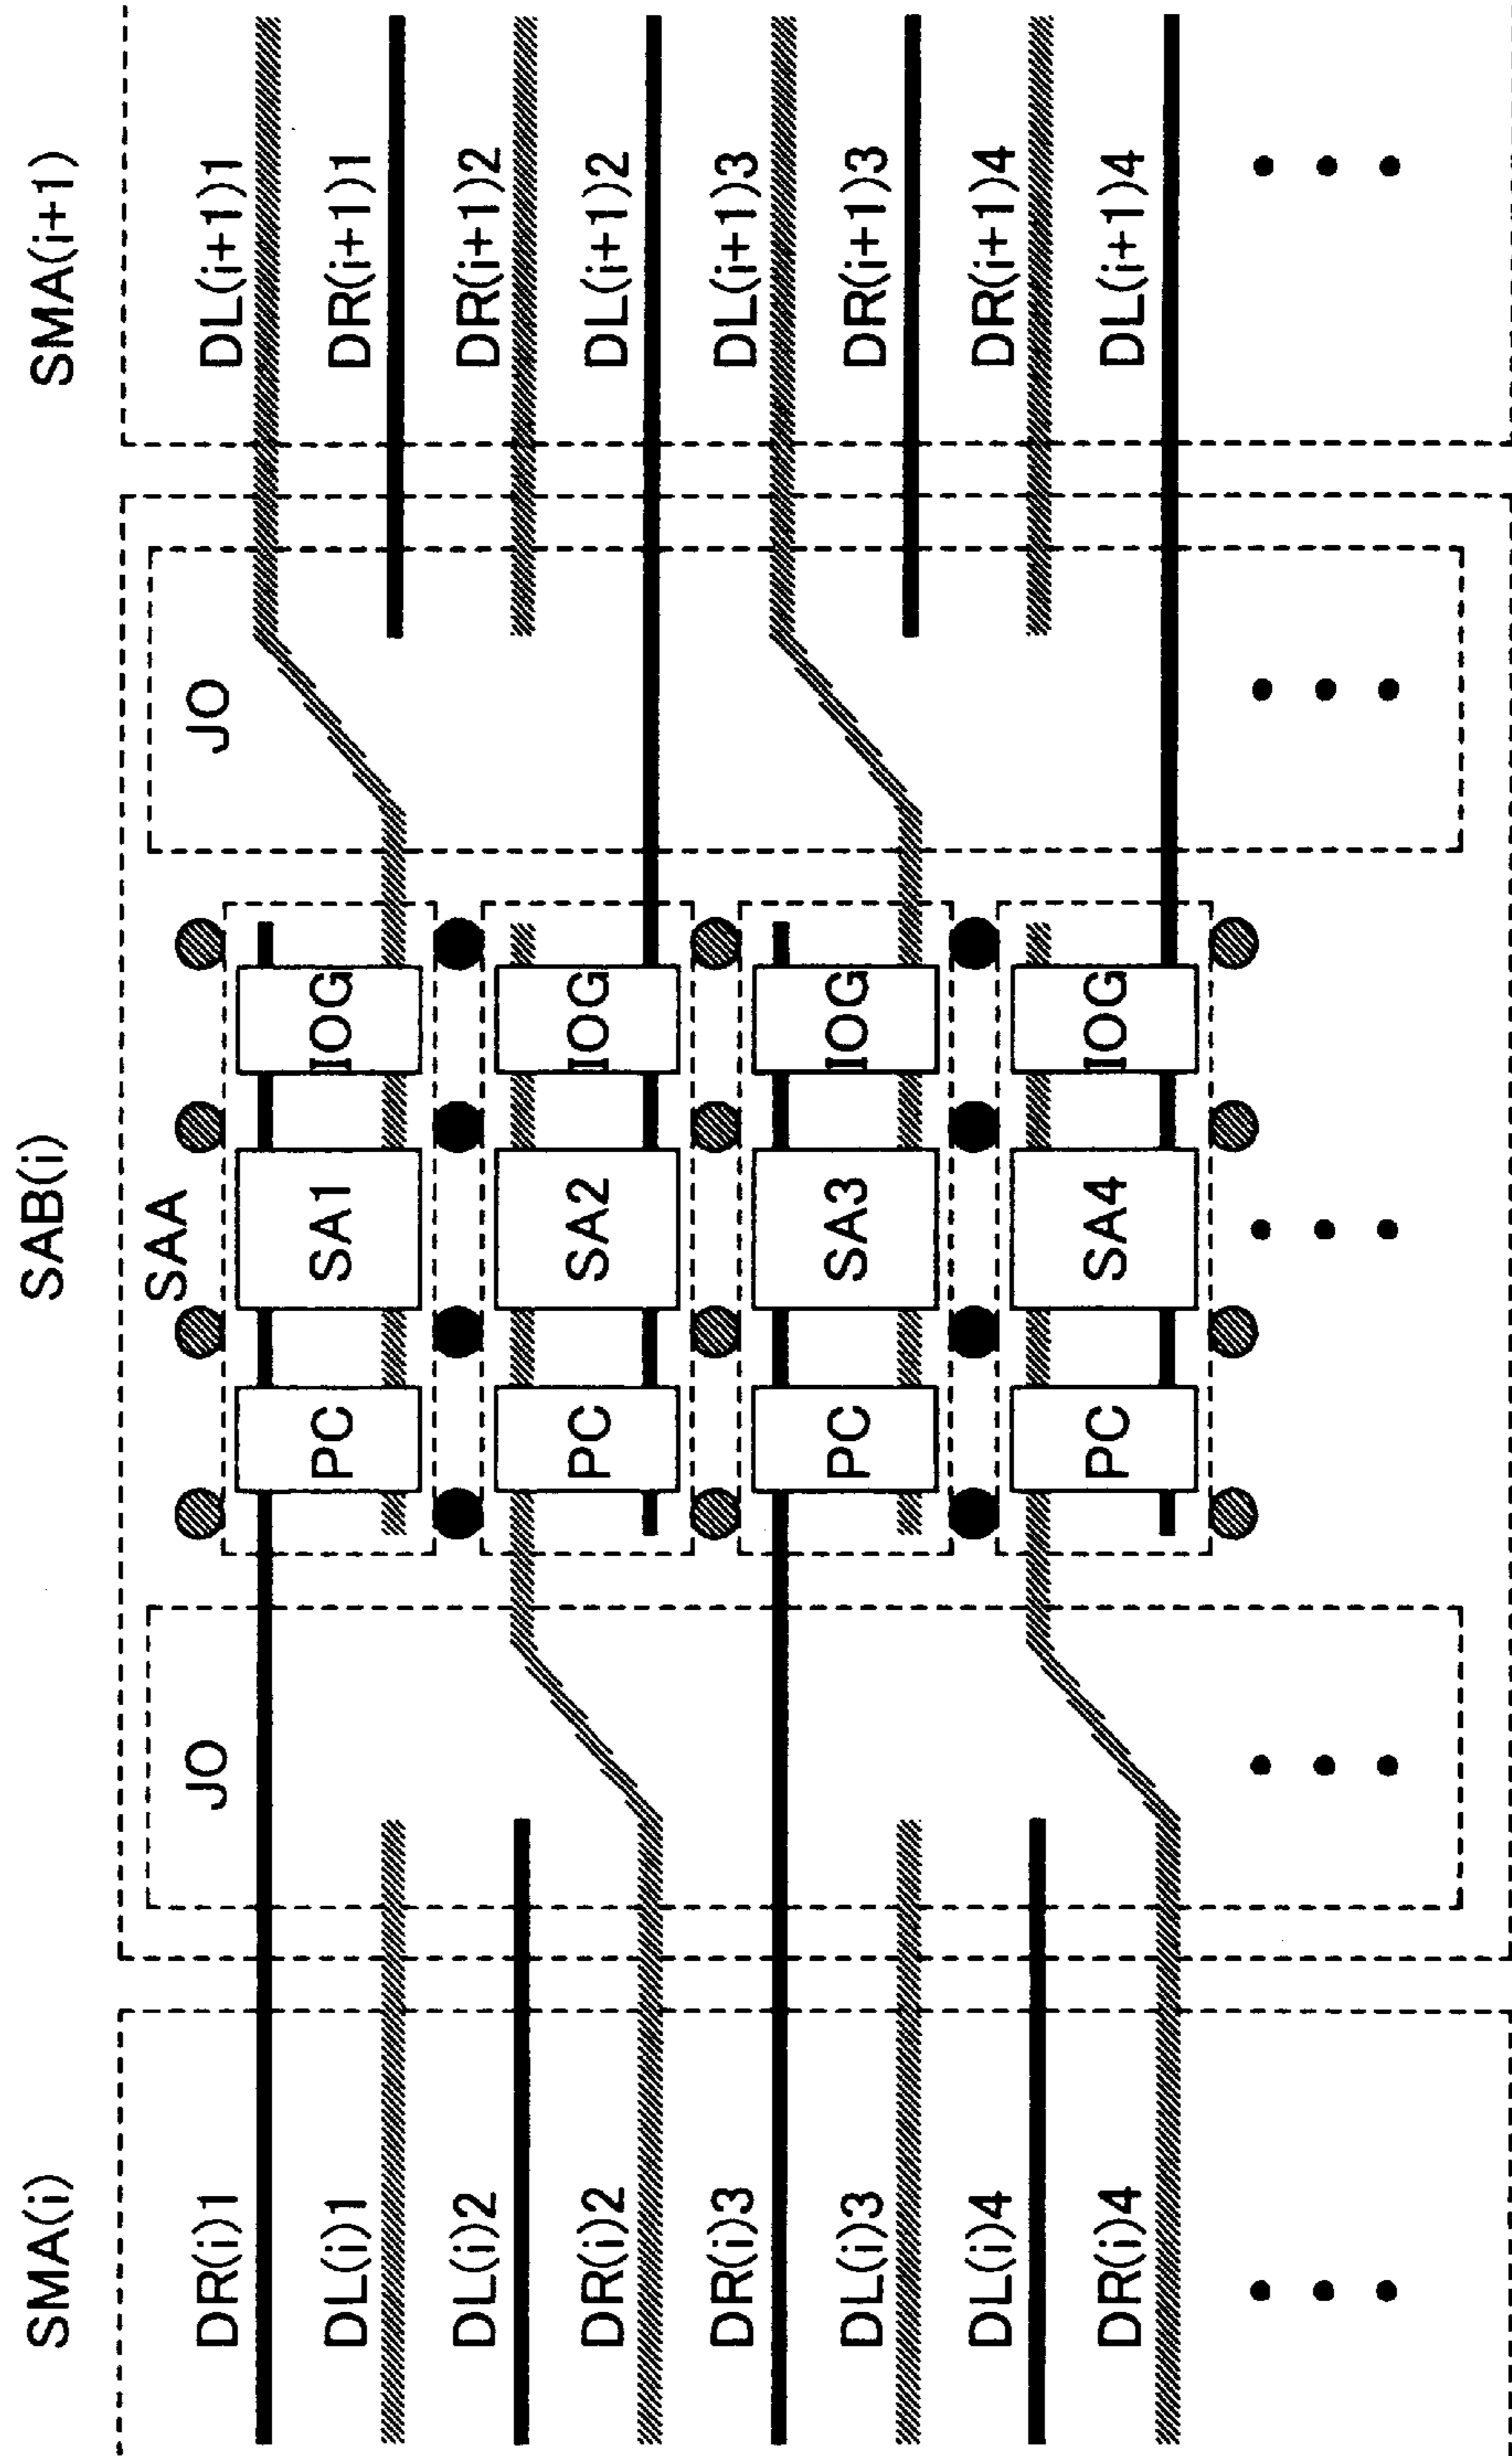 SMA(i)
SAB(i)
SMA(i+1)
SAA
JO
JO
DR(i)1
PC
SA1
IOG
DL(i+1)1
DL(i)1
DR(i+1)1
DL(i)2
PC
SA2
IOG
DR(i+1)2
DR(i)2
DL(i+1)2
DR(i)3
PC
SA3
IOG
DL(i+1)3
DL(i)3
DR(i+1)3
DL(i)4
PC
SA4
IOG
DR(i+1)4
DR(i)4
DL(i+1)4